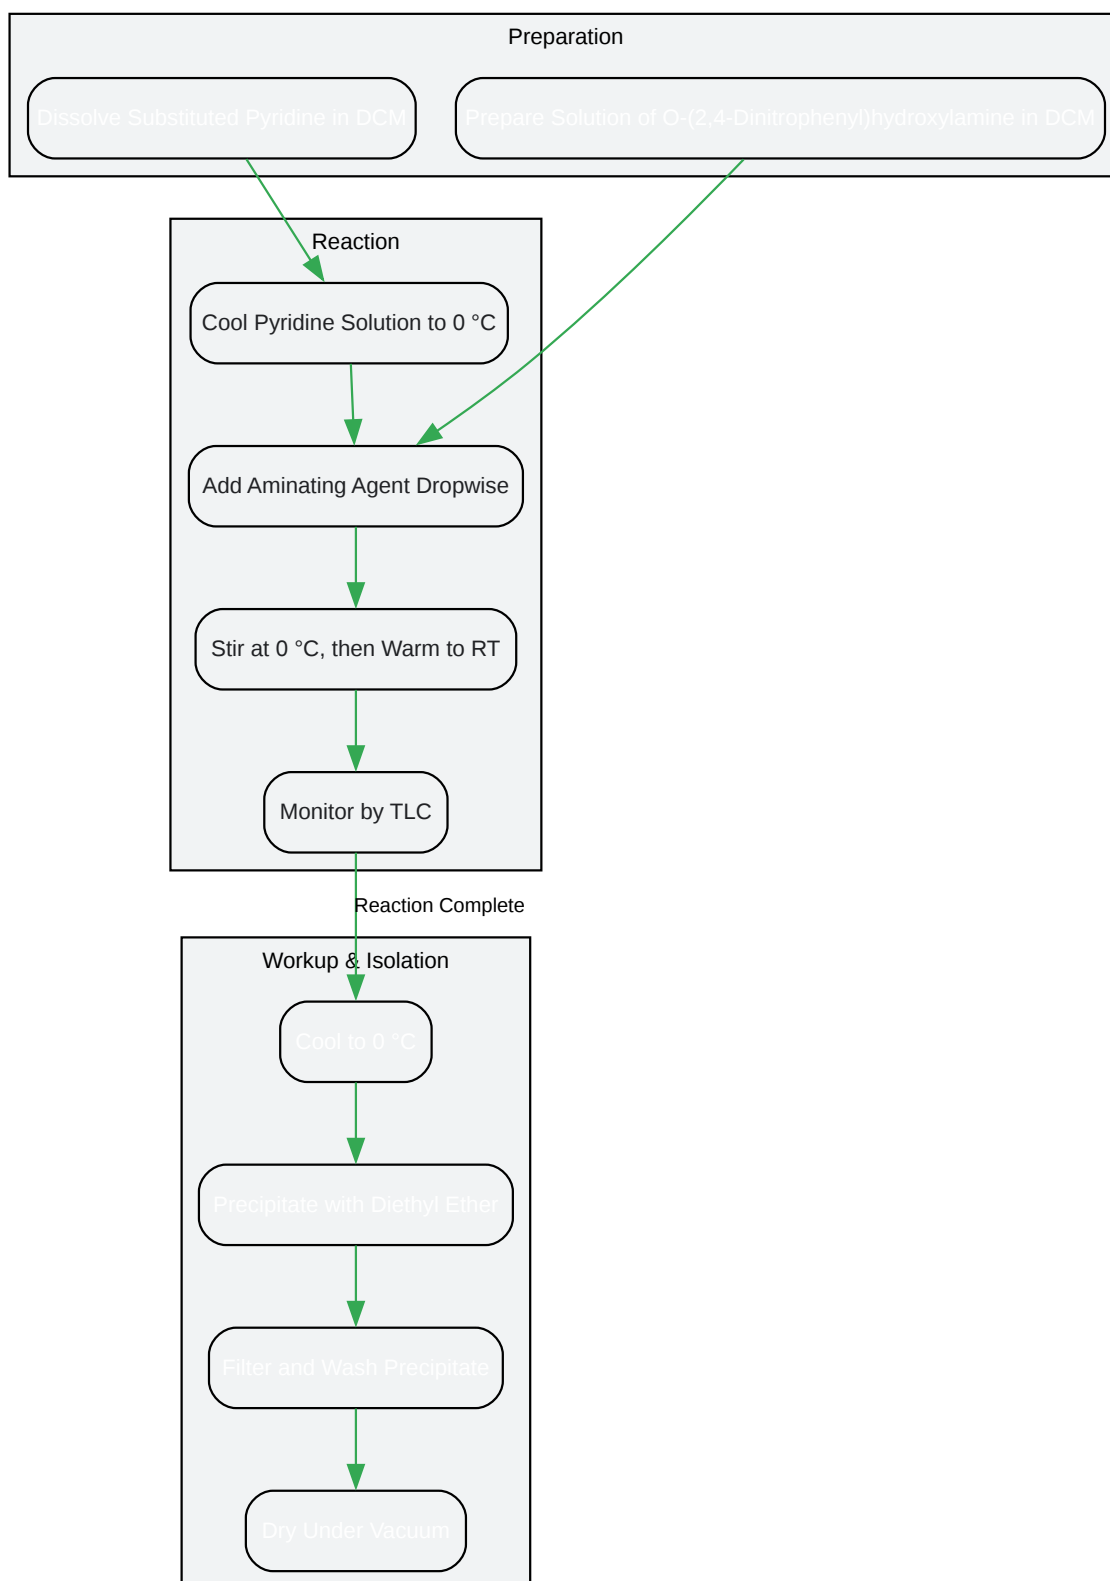 Preparation
Dissolve Substituted Pyridine in DCM
Prepare Solution of O-(2,4-Dinitrophenyl)hydroxylamine in DCM
Reaction
Cool Pyridine Solution to 0 °C
Add Aminating Agent Dropwise
Stir at 0 °C, then Warm to RT
Monitor by TLC
Reaction Complete
Workup & Isolation
Cool to 0 °C
Precipitate with Diethyl Ether
Filter and Wash Precipitate
Dry Under Vacuum